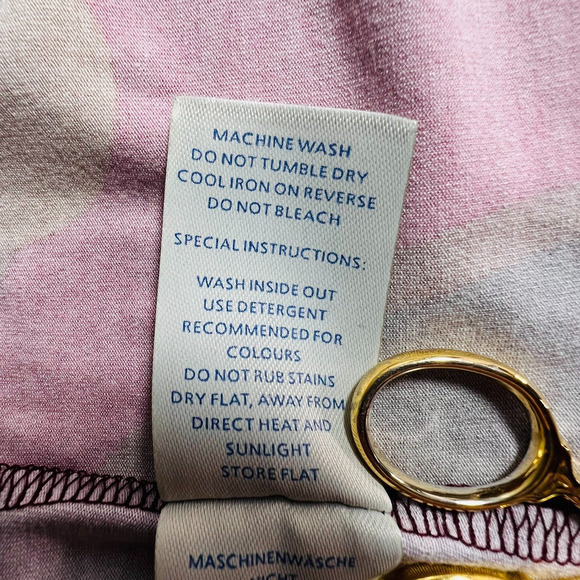 MACHINE WASH
DO NOT TUMBLE DRY
COOL IRON ON REVERSE
DO NOT BLEACH
SPECIAL INSTRUCTIONS:
WASH INSIDE OUT
USE DETERGENT
RECOMMENDED FOR
COLOURS
DO NOT RUB STAINS
DRY FLAT, AWAY FROM
DIRECT HEAT AND
SUNLIGHT
STORE FLAT
MASCHINENWÄSCHE